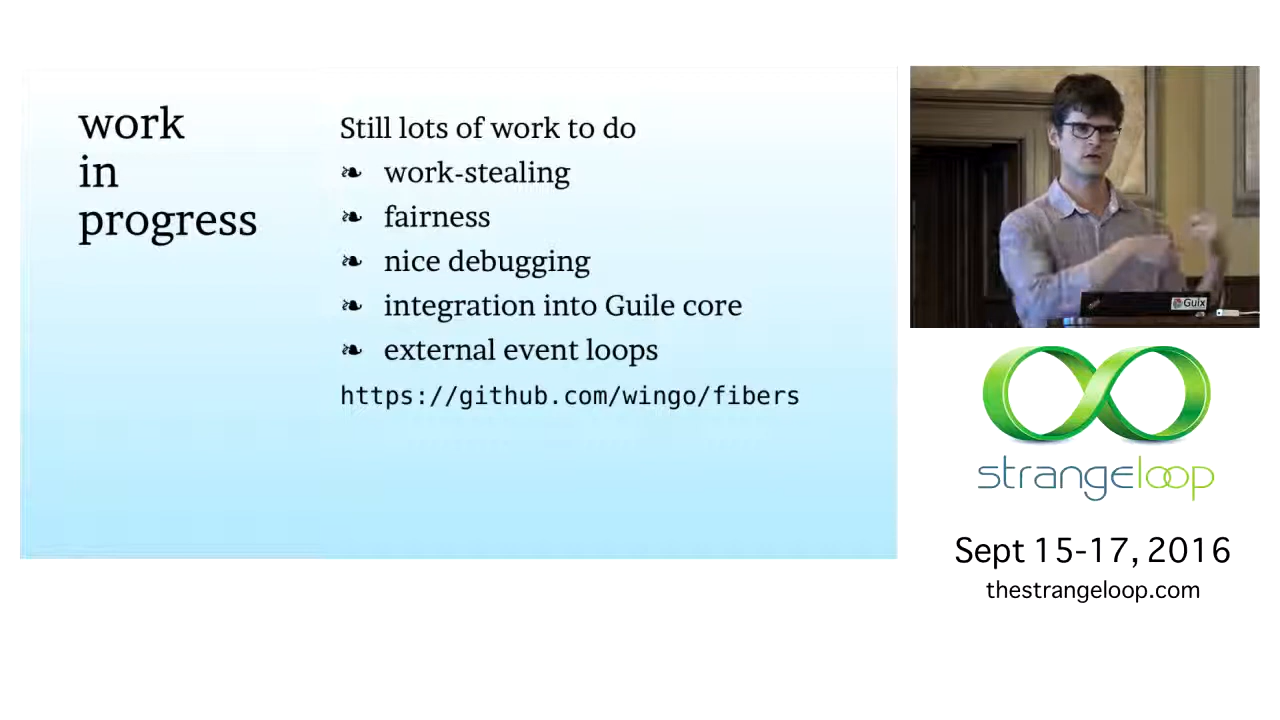 work
in
progress
Still lots of work to do
❧ work-stealing
❧ fairness
❧ nice debugging
❧ integration into Guile core
❧ external event loops
https://github.com/wingo/fibers
Guix
strangeloop
Sept 15-17, 2016
thestrangeloop.com